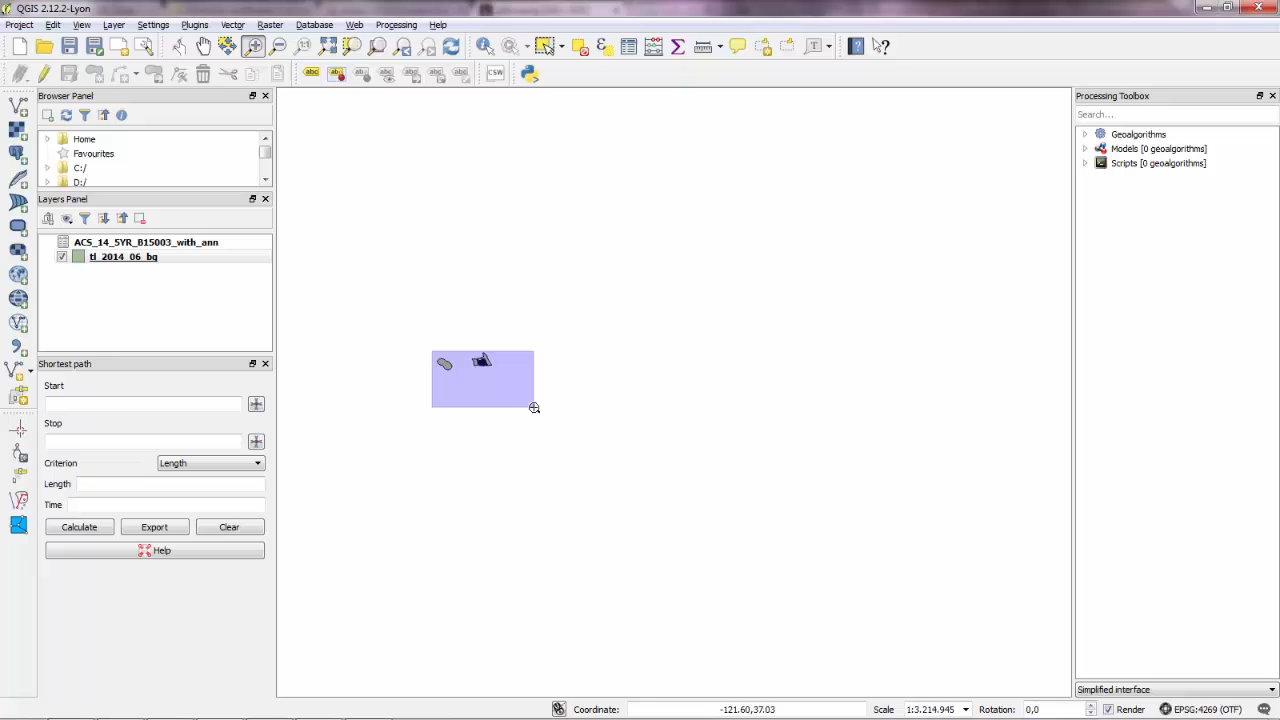 QGIS 2.12.2-Lyon
Project Edit View Layer Settings Plugins Vector Raster Database Web Processing Help
abc abc CSW
Browser Panel
Home
Favourites
C:/
D:/
Layers Panel
ACS_14_5YR_B15003_with_ann
tl_2014_06_bg
Shortest path
Start
Stop
Criterion Length
Length
Time
Calculate Export Clear
Help
Processing Toolbox
Search...
Geoalgorithms
Models [0 geoalgorithms]
Scripts [0 geoalgorithms]
Simplified interface
Coordinate: -121.60,37.03 Scale 1:3.214.945 Rotation: 0,0 Render EPSG:4269 (OTF)